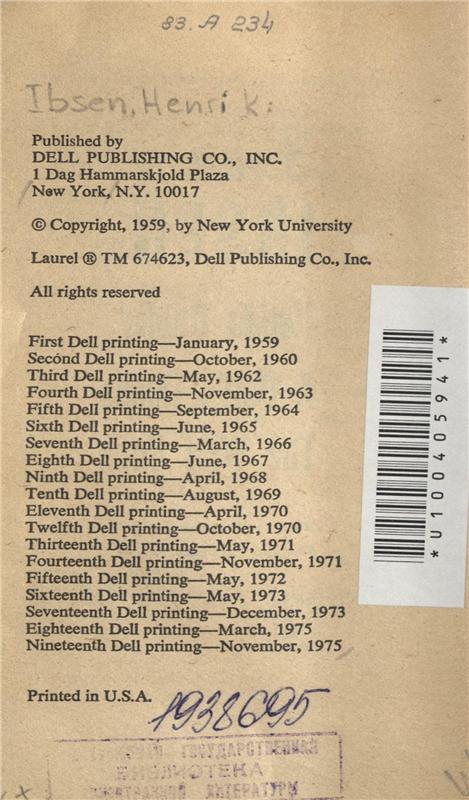 83. A 234
Ibsen, Henrik:
Published by
DELL PUBLISHING CO., INC.
1 Dag Hammarskjold Plaza
New York, N.Y. 10017
© Copyright, 1959, by New York University
Laurel ® TM 674623, Dell Publishing Co., Inc.
All rights reserved
First Dell printing—January, 1959
Second Dell printing—October, 1960
Third Dell printing—May, 1962
Fourth Dell printing—November, 1963
Fifth Dell printing—September, 1964
Sixth Dell printing—June, 1965
Seventh Dell printing—March, 1966
Eighth Dell printing—June, 1967
Ninth Dell printing—April, 1968
Tenth Dell printing—August, 1969
Eleventh Dell printing—April, 1970
Twelfth Dell printing—October, 1970
Thirteenth Dell printing—May, 1971
Fourteenth Dell printing—November, 1971
Fifteenth Dell printing—May, 1972
Sixteenth Dell printing—May, 1973
Seventeenth Dell printing—December, 1973
Eighteenth Dell printing—March, 1975
Nineteenth Dell printing—November, 1975
*U100405941*
Printed in U.S.A.
1938695
ГОСУДАРСТВЕННАЯ
БИБЛИОТЕКА
ИНОСТРАННОЙ ЛИТЕРАТУРЫ